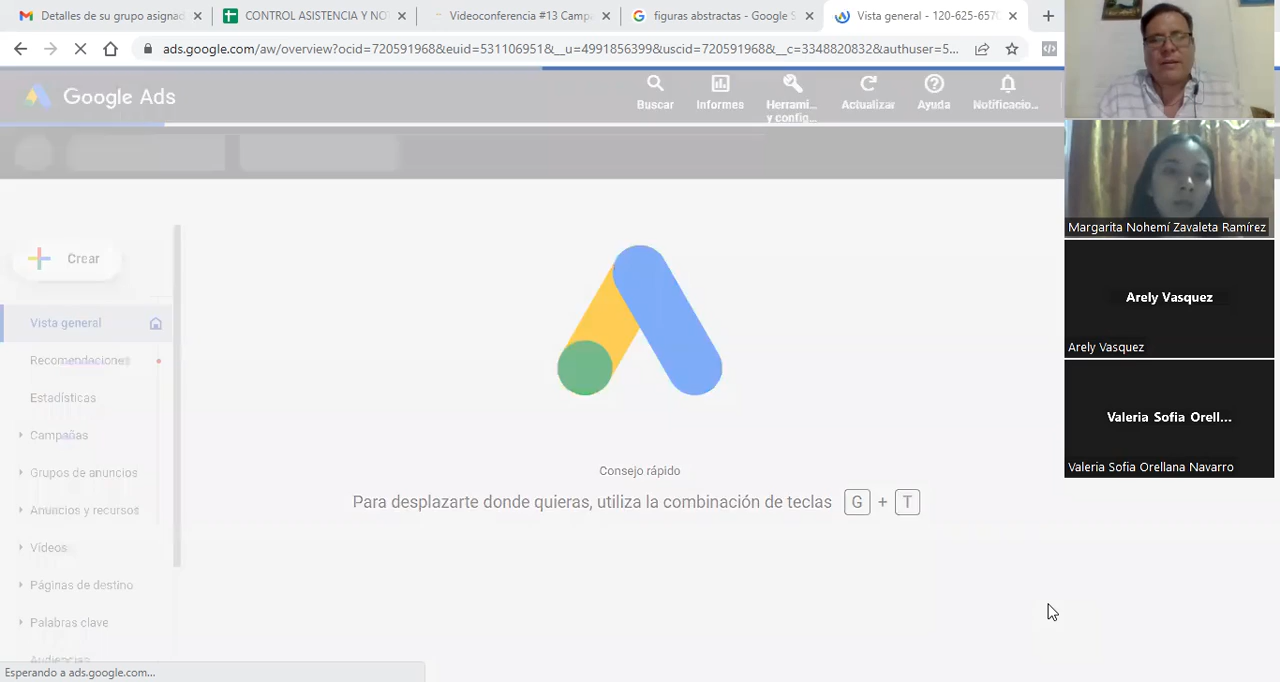 Detalles de su grupo asignad
CONTROL ASISTENCIA Y NO
Videoconferencia #13 Camp
figuras abstractas - Google S
Vista general - 120-625-657
ads.google.com/aw/overview?ocid=720591968&euid=531106951&__u=4991856399&uscid=720591968&__c=3348820832&authuser=5...
Google Ads
Buscar
Informes
Herrami... y config...
Actualizar
Ayuda
Notificacio...
Crear
Vista general
Recomendaciones
Estadísticas
Campañas
Grupos de anuncios
Anuncios y recursos
Videos
Páginas de destino
Palabras clave
Audiencias
Consejo rápido
Para desplazarte donde quieras, utiliza la combinación de teclas G + T
Esperando a ads.google.com...
Margarita Nohemí Zavaleta Ramírez
Arely Vasquez
Arely Vasquez
Valeria Sofia Orell...
Valeria Sofia Orellana Navarro